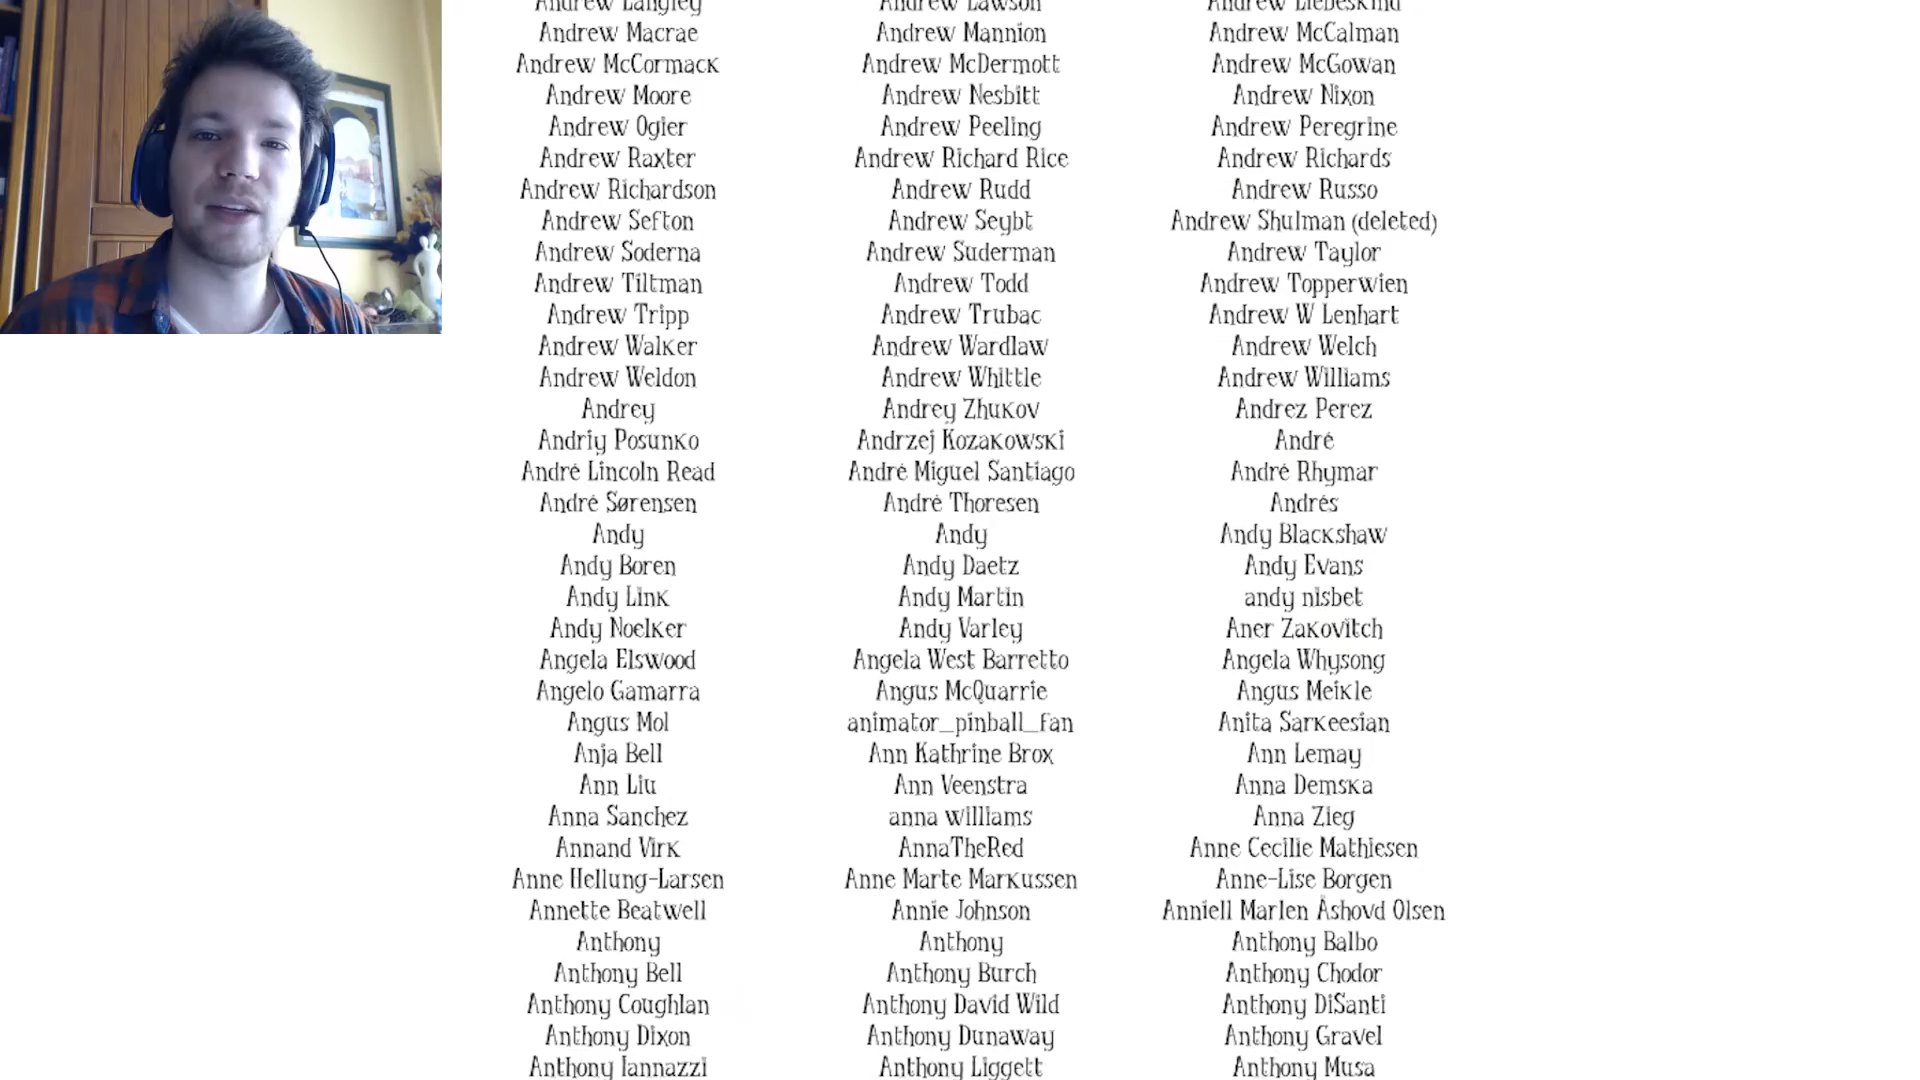 Andrew Langley Andrew Lawson Andrew Liebeskind
Andrew Macrae Andrew Mannion Andrew McCalman
Andrew McCormack Andrew McDermott Andrew McGowan
Andrew Moore Andrew Nesbitt Andrew Nixon
Andrew Ogier Andrew Peeling Andrew Peregrine
Andrew Raxter Andrew Richard Rice Andrew Richards
Andrew Richardson Andrew Rudd Andrew Russo
Andrew Sefton Andrew Seybt Andrew Shulman (deleted)
Andrew Soderna Andrew Suderman Andrew Taylor
Andrew Tiltman Andrew Todd Andrew Topperwien
Andrew Tripp Andrew Trubac Andrew W Lenhart
Andrew Walker Andrew Wardlaw Andrew Welch
Andrew Weldon Andrew Whittle Andrew Williams
Andrey Andrey Zhukov Andrez Perez
Andriy Posunko Andrzej Kozakowski André
André Lincoln Read André Miguel Santiago André Rhymar
André Sørensen André Thoresen Andrés
Andy Andy Andy Blackshaw
Andy Boren Andy Daetz Andy Evans
Andy Link Andy Martin andy nisbet
Andy Noelker Andy Varley Aner Zakovitch
Angela Elswood Angela West Barretto Angela Whysong
Angelo Gamarra Angus McQuarrie Angus Meikle
Angus Mol animator_pinball_fan Anita Sarkeesian
Anja Bell Ann Kathrine Brox Ann Lemay
Ann Liu Ann Veenstra Anna Demska
Anna Sanchez anna williams Anna Zieg
Annand Virk AnnaTheRed Anne Cecilie Mathiesen
Anne Hellung-Larsen Anne Marte Markussen Anne-Lise Borgen
Annette Beatwell Annie Johnson Anniell Marlen Åshovd Olsen
Anthony Anthony Anthony Balbo
Anthony Bell Anthony Burch Anthony Chodor
Anthony Coughlan Anthony David Wild Anthony DiSanti
Anthony Dixon Anthony Dunaway Anthony Gravel
Anthony Iannazzi Anthony Liggett Anthony Musa